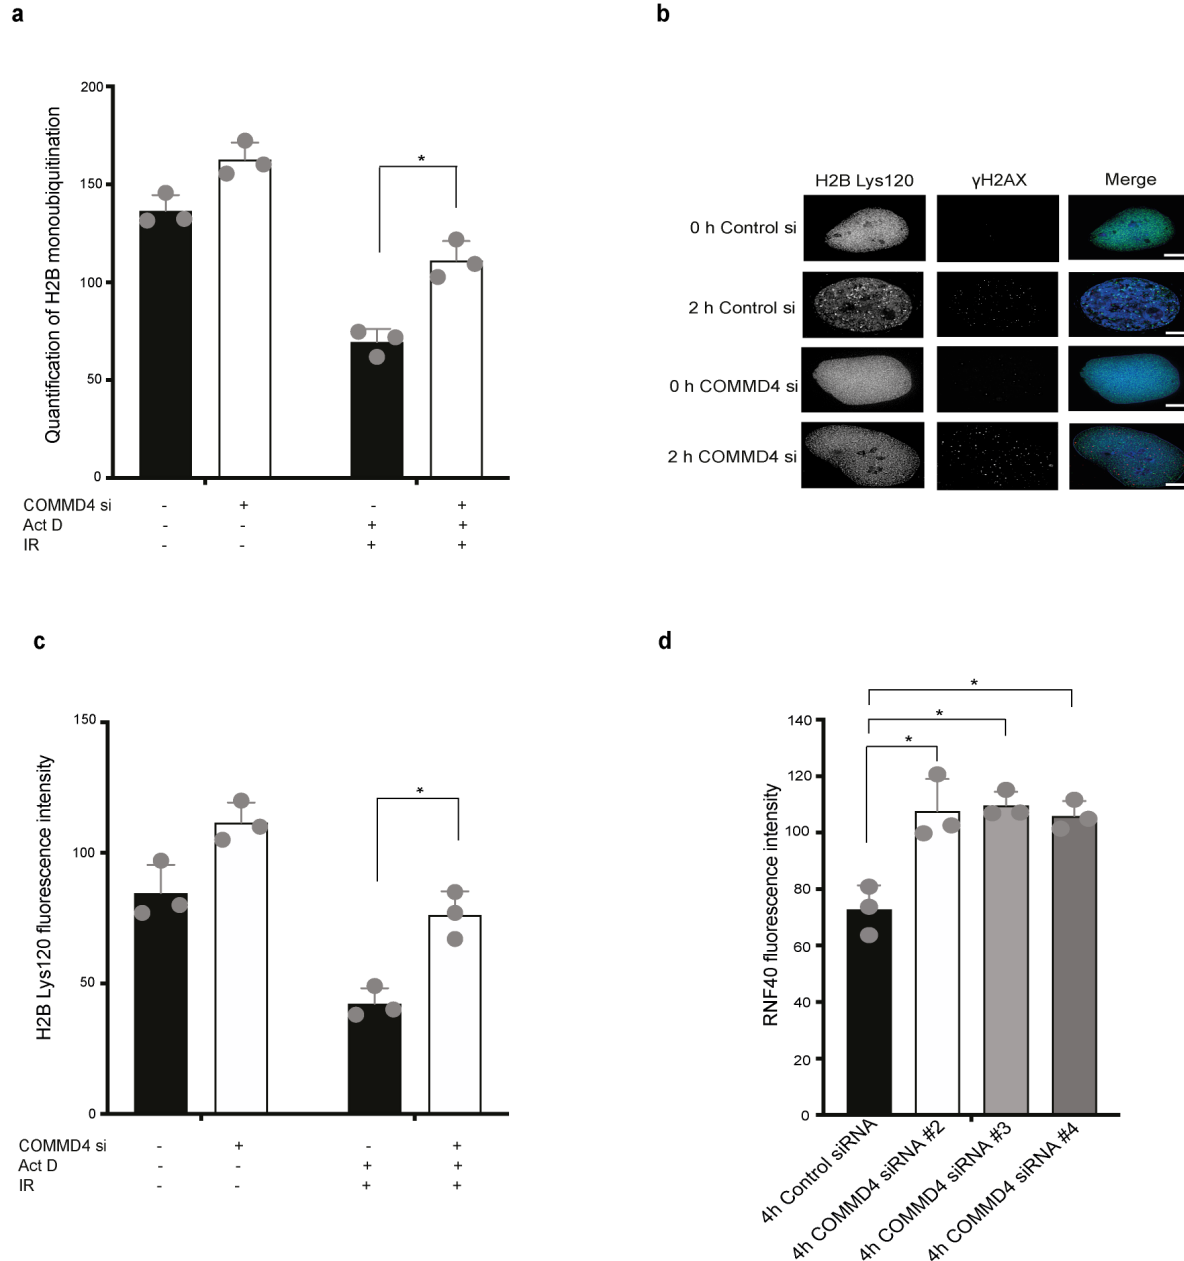 a
Quantification of H2B monoubiquitination
200
150
100
50
0
*
COMMD4 si - + - +
Act D - - + +
IR - - + +
b
H2B Lys120 γH2AX Merge
0 h Control si
2 h Control si
0 h COMMD4 si
2 h COMMD4 si
c
H2B Lys120 fluorescence intensity
150
100
50
0
*
COMMD4 si - + - +
Act D - - + +
IR - - + +
d
RNF40 fluorescence intensity
140
120
100
80
60
40
20
0
*
*
*
4h Control siRNA
4h COMMD4 siRNA #2
4h COMMD4 siRNA #3
4h COMMD4 siRNA #4